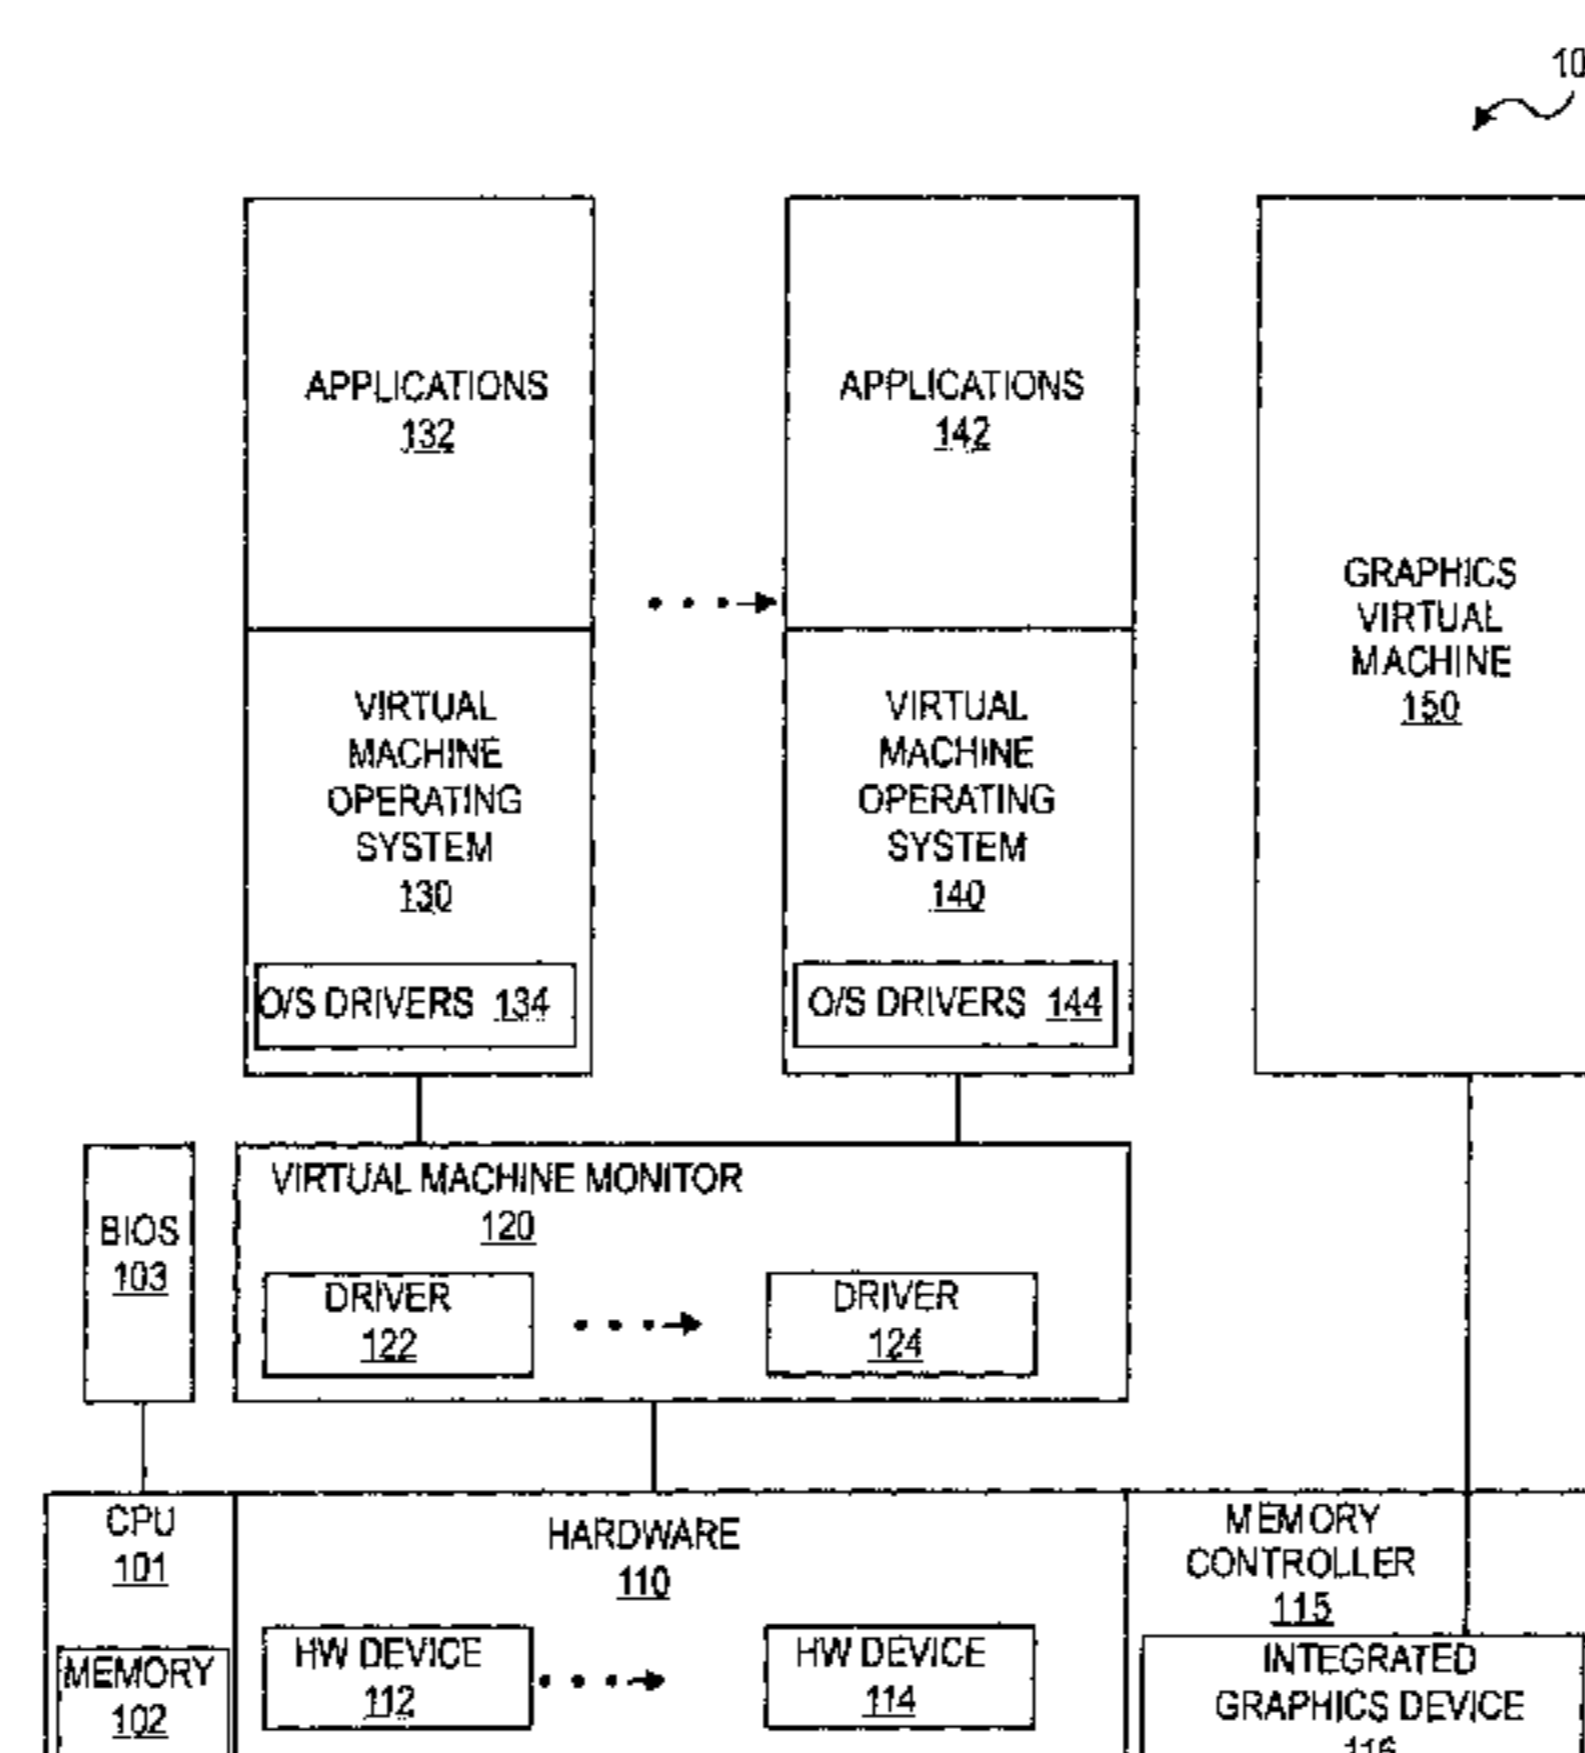 10
APPLICATIONS
132
APPLICATIONS
142
GRAPHICS
VIRTUAL
MACHINE
150
VIRTUAL
MACHINE
OPERATING
SYSTEM
130
VIRTUAL
MACHINE
OPERATING
SYSTEM
140
O/S DRIVERS 134
O/S DRIVERS 144
BIOS
103
VIRTUAL MACHINE MONITOR
120
DRIVER
122
DRIVER
124
CPU
101
HARDWARE
110
MEMORY
CONTROLLER
115
MEMORY
102
HW DEVICE
112
HW DEVICE
114
INTEGRATED
GRAPHICS DEVICE
116